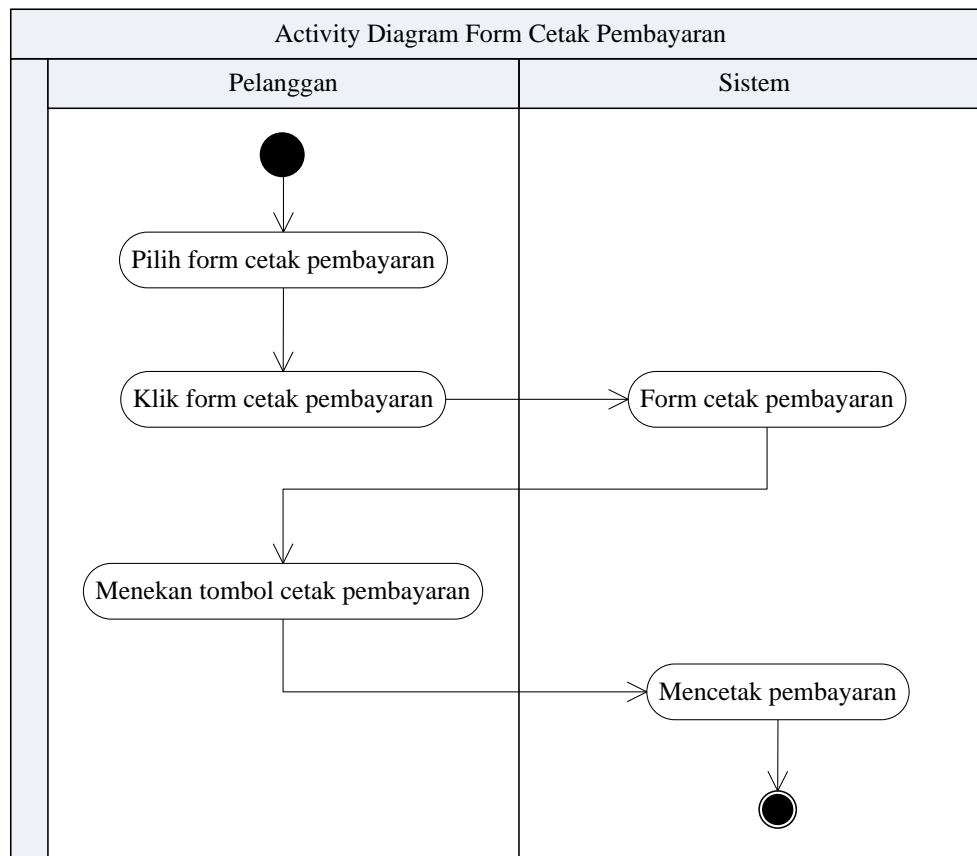 Activity Diagram Form Cetak Pembayaran
Pelanggan
Sistem
Pilih form cetak pembayaran
Klik form cetak pembayaran
Form cetak pembayaran
Menekan tombol cetak pembayaran
Mencetak pembayaran